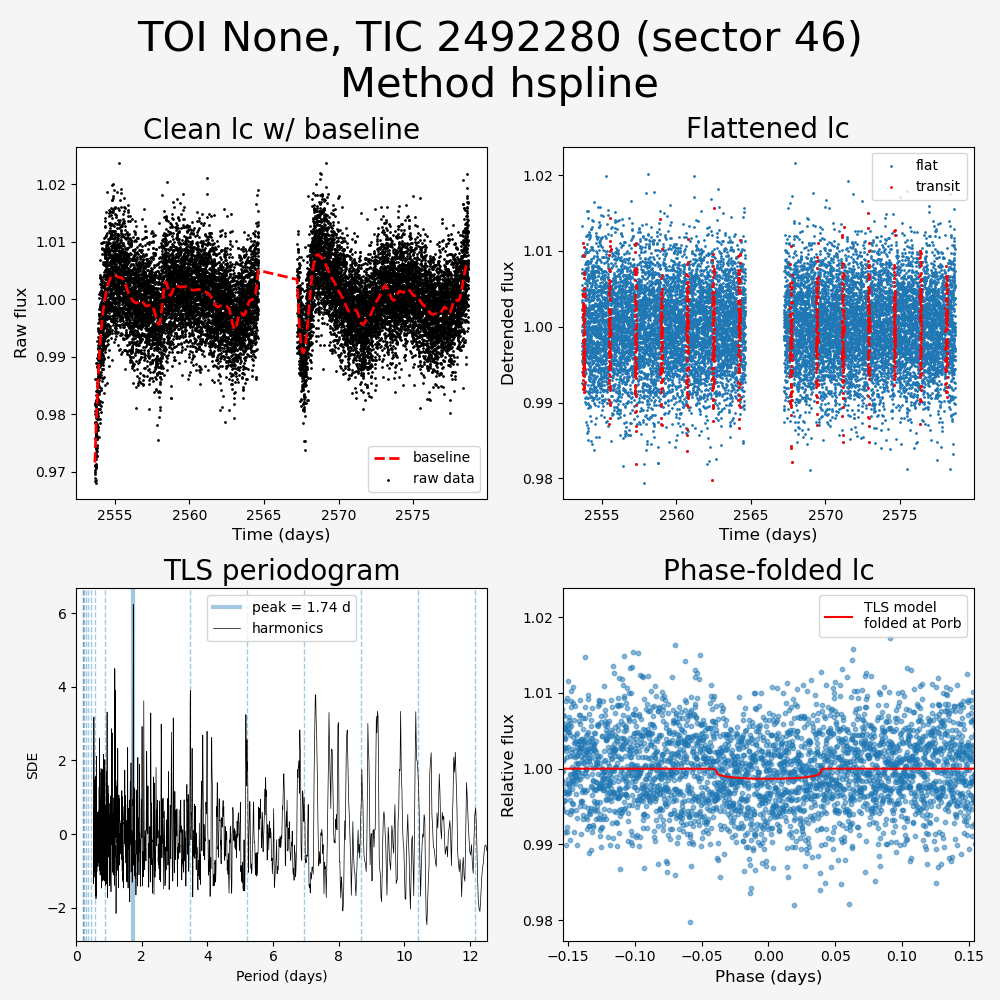 TOI None, TIC 2492280 (sector 46)
Method hspline
Clean lc w/ baseline
Raw flux
1.02
1.01
1.00
0.99
0.98
0.97
baseline
raw data
2555
2560
2565
2570
2575
Time (days)
Flattened lc
Detrended flux
1.02
1.01
1.00
0.99
0.98
flat
transit
2555
2560
2565
2570
2575
Time (days)
TLS periodogram
SDE
6
4
2
0
−2
peak = 1.74 d
harmonics
0
2
4
6
8
10
12
Period (days)
Phase-folded lc
Relative flux
1.02
1.01
1.00
0.99
0.98
TLS model
folded at Porb
−0.15
−0.10
−0.05
0.00
0.05
0.10
0.15
Phase (days)